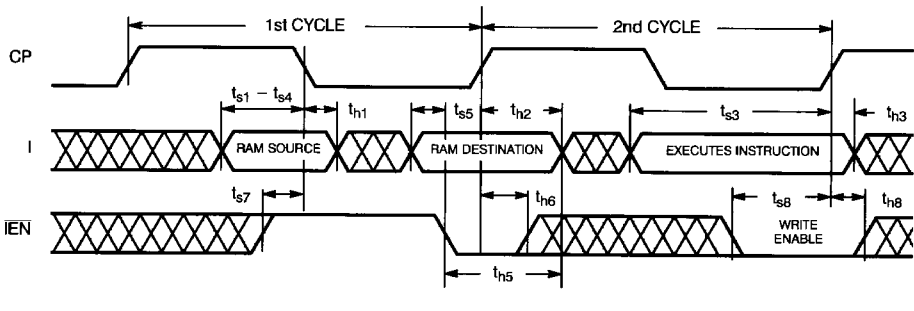 1st CYCLE
2nd CYCLE
CP
ts1 – ts4
th1
ts5
th2
ts3
th3
I
RAM SOURCE
RAM DESTINATION
EXECUTES INSTRUCTION
ts7
th6
ts8
th8
IEN
WRITE
ENABLE
th5